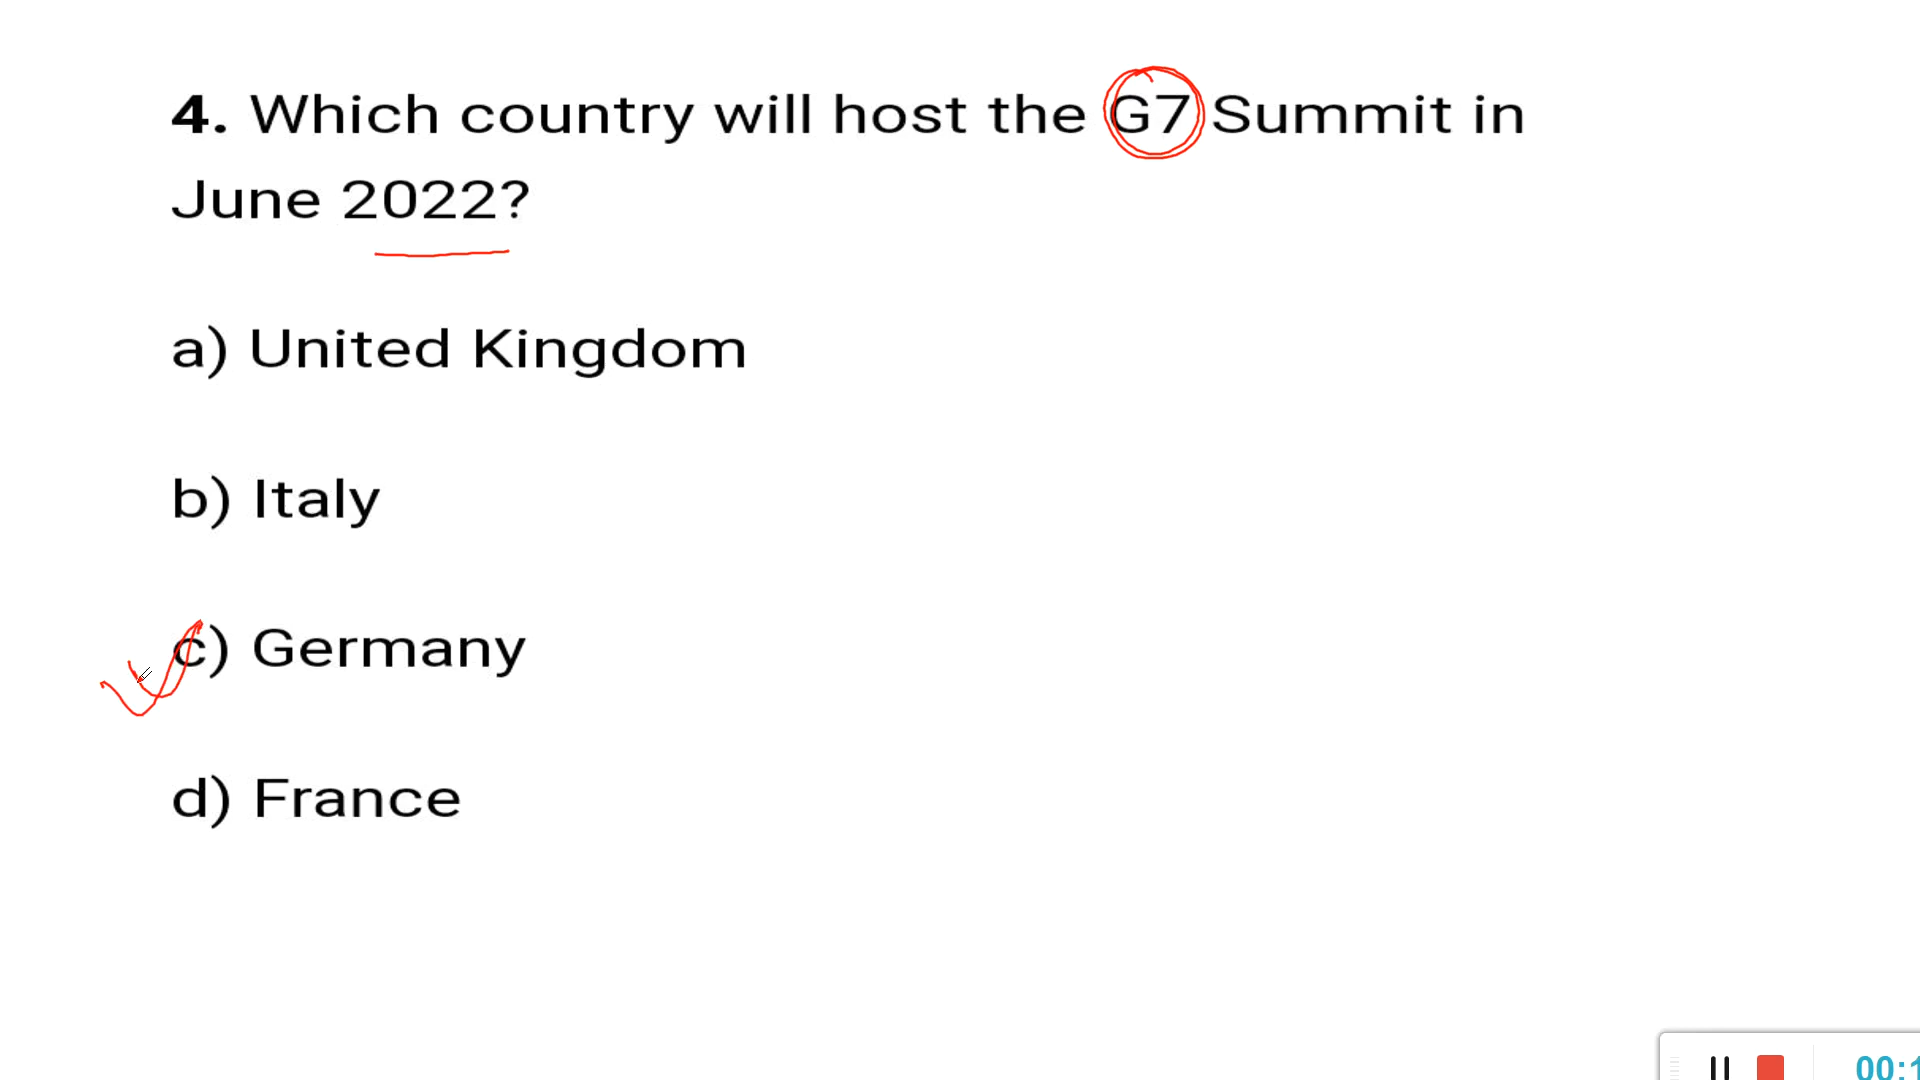 4. Which country will host the G7 Summit in
June 2022?
a) United Kingdom
b) Italy
c) Germany
d) France